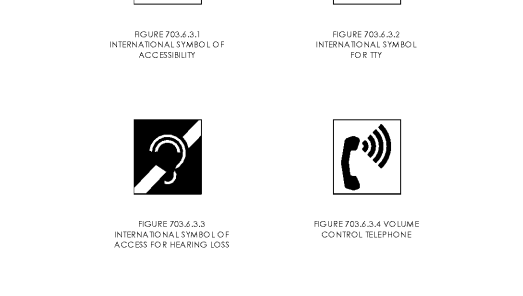 FIGURE 703.6.3.1
INTERNATIONAL SYMBOL OF
ACCESSIBILITY
FIGURE 703.6.3.2
INTERNATIONAL SYMBOL
FOR TTY
FIGURE 703.6.3.3
INTERNATIONAL SYMBOL OF
ACCESS FOR HEARING LOSS
FIGURE 703.6.3.4 VOLUME
CONTROL TELEPHONE